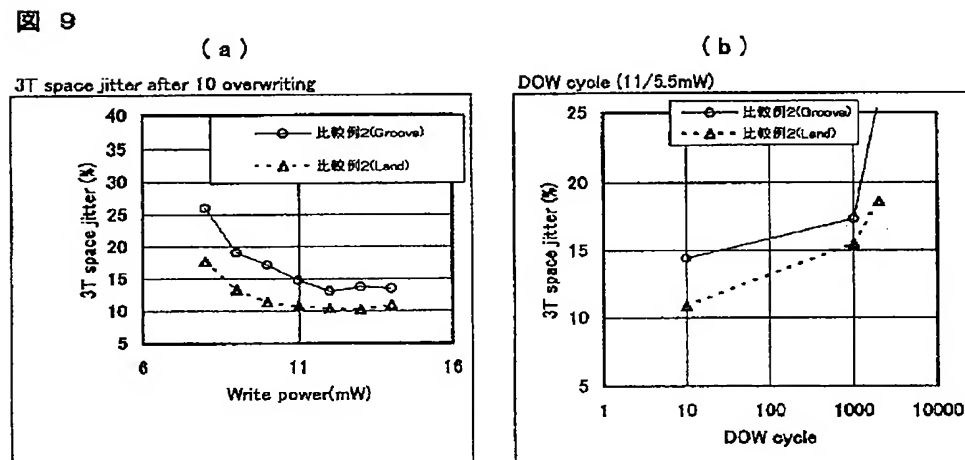 図 9
(a)
3T space jitter after 10 overwriting
比較例2(Groove)
比較例2(Land)
3T space jitter (%)
40
35
30
25
20
15
10
5
6
11
16
Write power(mW)
(b)
DOW cycle (11/5.5mW)
比較例2(Groove)
比較例2(Land)
3T space jitter (%)
25
20
15
10
5
1
10
100
1000
10000
DOW cycle